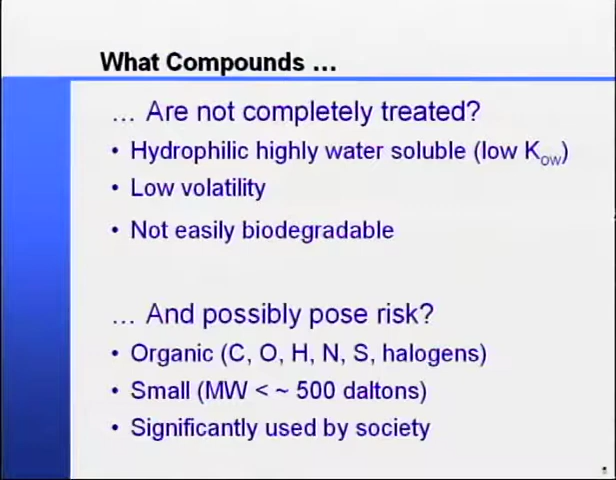 What Compounds ...
... Are not completely treated?
• Hydrophilic highly water soluble (low Kow)
• Low volatility
• Not easily biodegradable
... And possibly pose risk?
• Organic (C, O, H, N, S, halogens)
• Small (MW < ~ 500 daltons)
• Significantly used by society